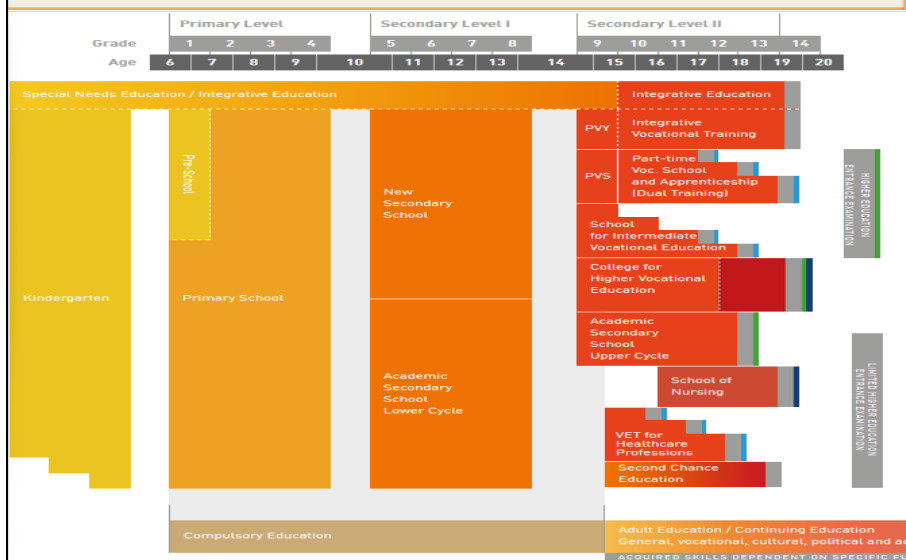 Primary Level Secondary Level I Secondary Level II
Grade 1 2 3 4 5 6 7 8 9 10 11 12 13 14
Age 6 7 8 9 10 11 12 13 14 15 16 17 18 19 20
Special Needs Education / Integrative Education
Integrative Education
Kindergarten
Pre-School
Primary School
New
Secondary
School
Academic
Secondary
School
Lower Cycle
PVY
Integrative
Vocational Training
PVS
Part-time
Voc. School
and Apprenticeship
(Dual Training)
School
for Intermediate
Vocational Education
College for
Higher Vocational
Education
Academic
Secondary
School
Upper Cycle
School of
Nursing
VET for
Healthcare
Professions
Second Chance
Education
HIGHER EDUCATION
ENTRANCE EXAMINATION
LIMITED HIGHER EDUCATION
ENTRANCE EXAMINATION
Compulsory Education
Adult Education / Continuing Education
General, vocational, cultural, political and
ACQUIRED SKILLS DEPENDENT ON SPECIFIC